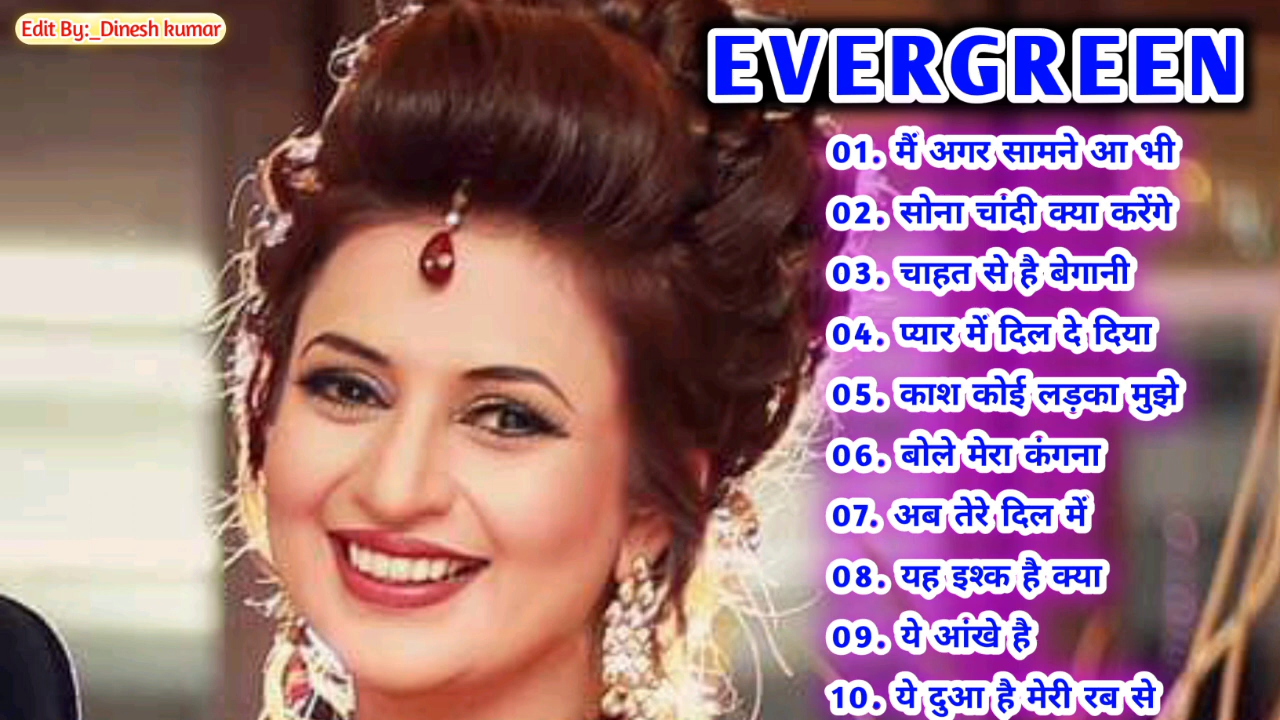 Edit By:_Dinesh kumar
EVERGREEN
01. मैं अगर सामने आ भी
02. सोना चांदी क्या करेंगे
03. चाहत से है बेगानी
04. प्यार में दिल दे दिया
05. काश कोई लड़का मुझे
06. बोले मेरा कंगना
07. अब तेरे दिल में
08. यह इश्क है क्या
09. ये आंखे है
10. ये दुआ है मेरी रब से